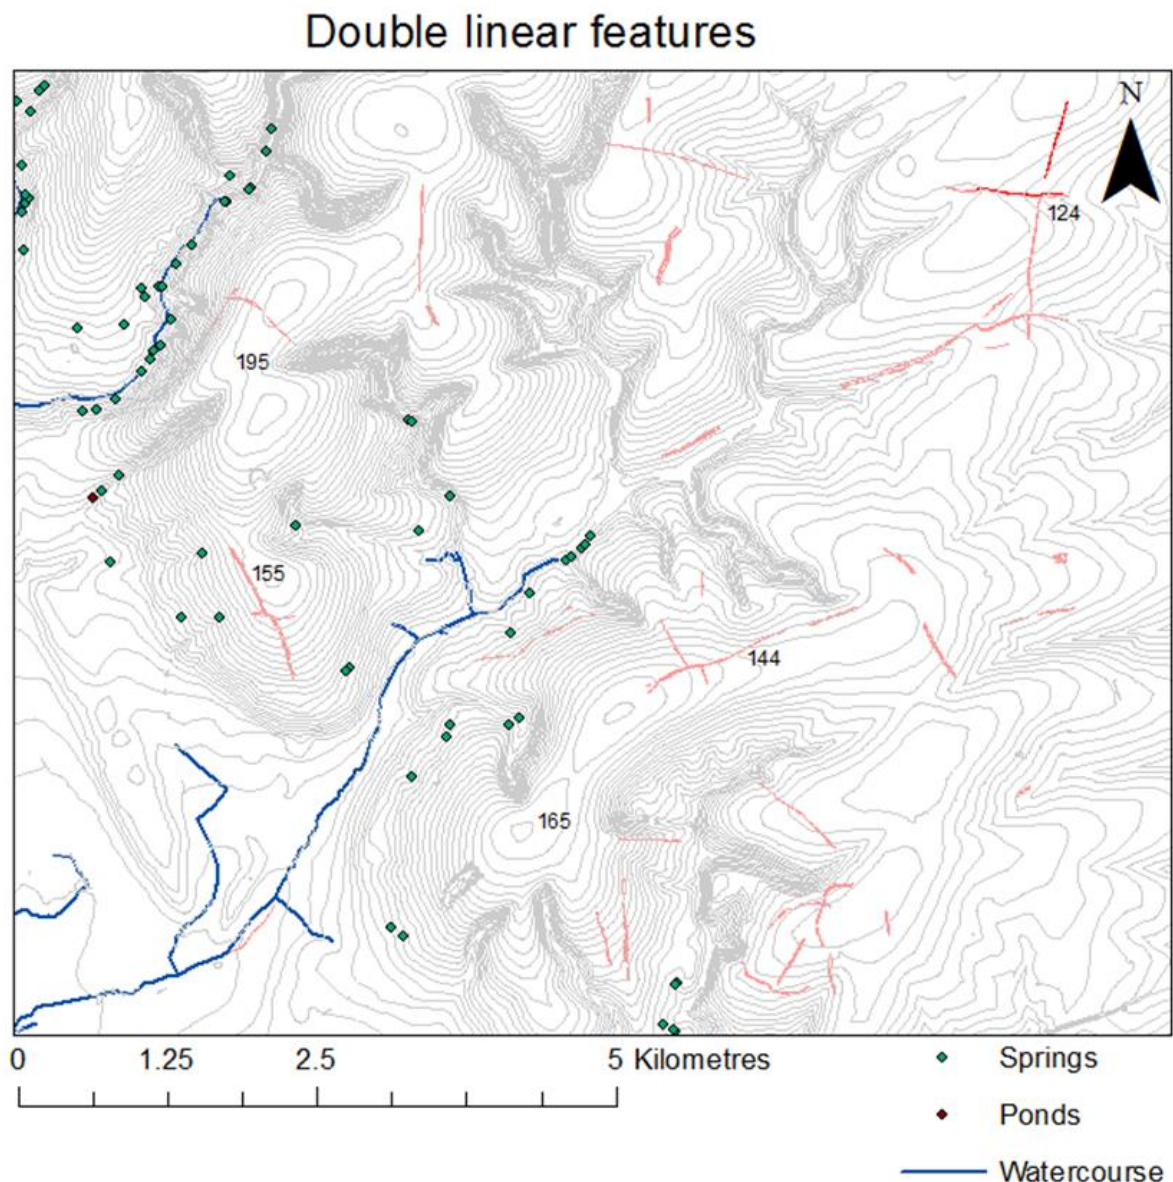 Double linear features
N
124
195
155
144
165
0 1.25 2.5 5 Kilometres
Springs
Ponds
Watercourse